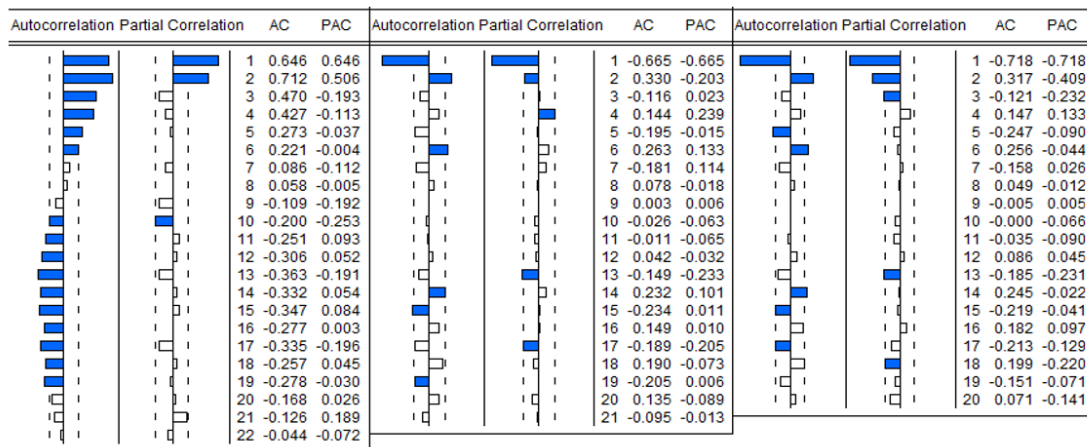 Autocorrelation Partial Correlation AC PAC Autocorrelation Partial Correlation AC PAC Autocorrelation Partial Correlation AC PAC
1 0.646 0.646 1 -0.665 -0.665 1 -0.718 -0.718
2 0.712 0.506 2 0.330 -0.203 2 0.317 -0.409
3 0.470 -0.193 3 -0.116 0.023 3 -0.121 -0.232
4 0.427 -0.113 4 0.144 0.239 4 0.147 0.133
5 0.273 -0.037 5 -0.195 -0.015 5 -0.247 -0.090
6 0.221 -0.004 6 0.263 0.133 6 0.256 -0.044
7 0.086 -0.112 7 -0.181 0.114 7 -0.158 0.026
8 0.058 -0.005 8 0.078 -0.018 8 0.049 -0.012
9 -0.109 -0.192 9 0.003 0.006 9 -0.005 0.005
10 -0.200 -0.253 10 -0.026 -0.063 10 -0.000 -0.066
11 -0.251 0.093 11 -0.011 -0.065 11 -0.035 -0.090
12 -0.306 0.052 12 0.042 -0.032 12 0.086 0.045
13 -0.363 -0.191 13 -0.149 -0.233 13 -0.185 -0.231
14 -0.332 0.054 14 0.232 0.101 14 0.245 -0.022
15 -0.347 0.084 15 -0.234 0.011 15 -0.219 -0.041
16 -0.277 0.003 16 0.149 0.010 16 0.182 0.097
17 -0.335 -0.196 17 -0.189 -0.205 17 -0.213 -0.129
18 -0.257 0.045 18 0.190 -0.073 18 0.199 -0.220
19 -0.278 -0.030 19 -0.205 0.006 19 -0.151 -0.071
20 -0.168 0.026 20 0.135 -0.089 20 0.071 -0.141
21 -0.126 0.189 21 -0.095 -0.013
22 -0.044 -0.072